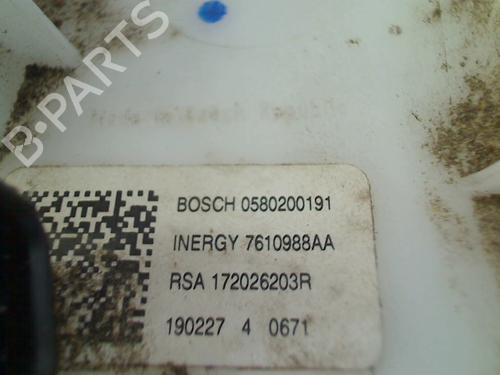 B-PARTS
BOSCH 0580200191
INERGY 7610988AA
RSA 172026203R
190227 4 0671